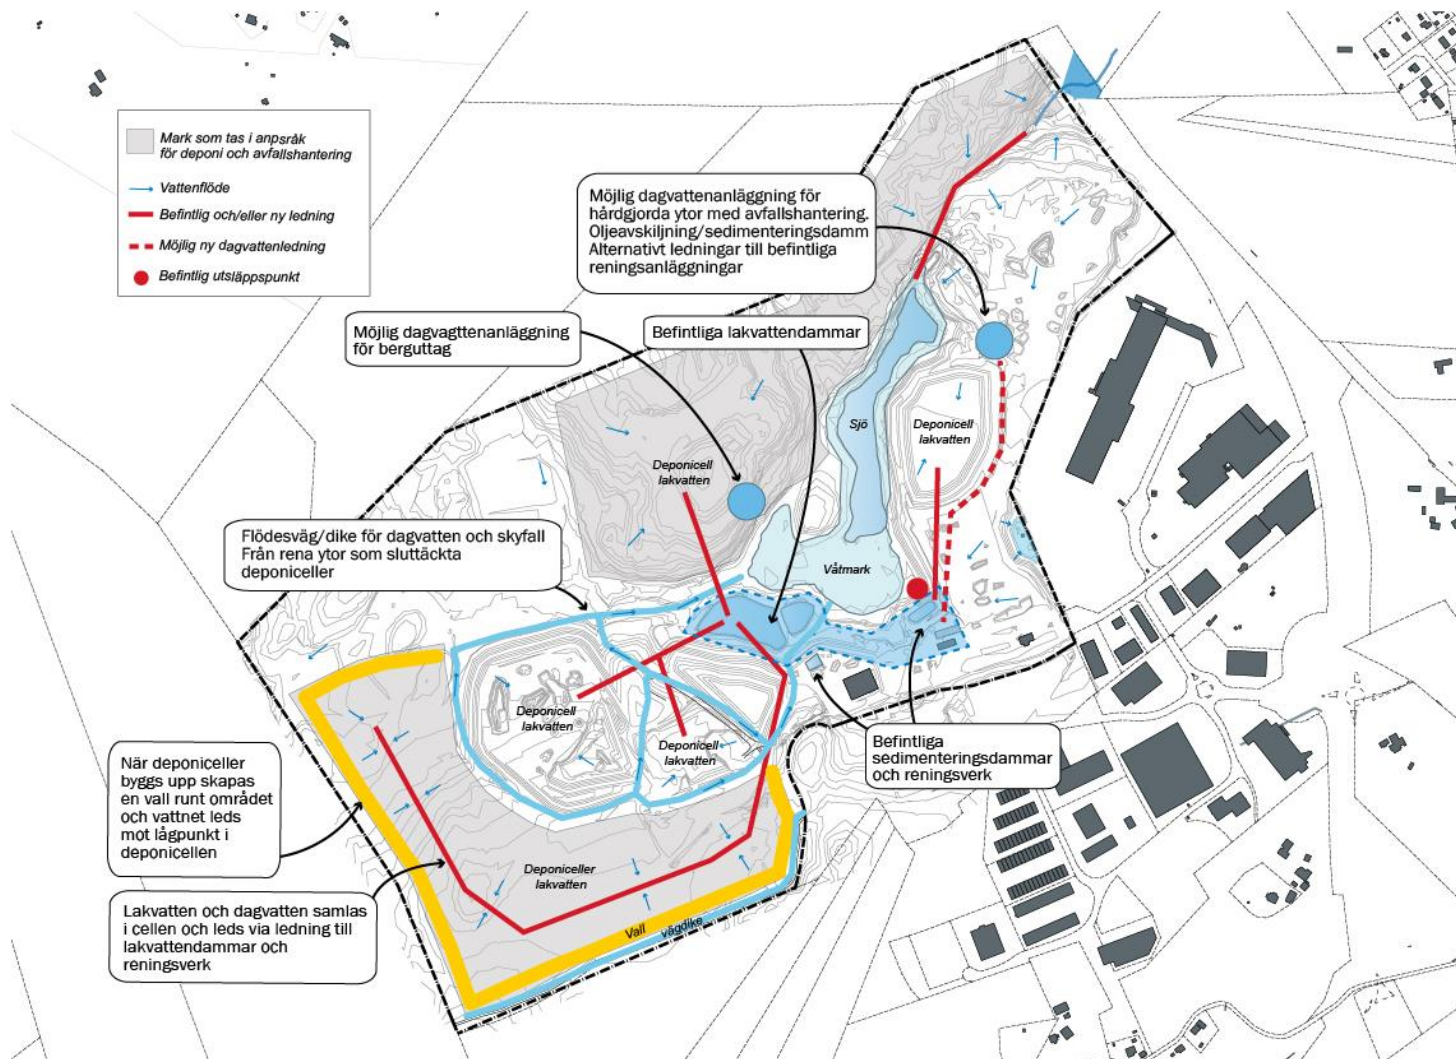 Mark som tas i anpsråk
för deponi och avfallshantering
Vattenflöde
Befintlig och/eller ny ledning
Möjlig ny dagvattenledning
Befintlig utsläppspunkt
Möjlig dagvattenanläggning för
hårdgjorda ytor med avfallshantering.
Oljeavskiljning/sedimenteringsdamm
Alternativt ledningar till befintliga
reningsanläggningar
Möjlig dagvagttenanläggning
för berguttag
Befintliga lakvattendammar
Sjö
Deponicell
lakvatten
Deponicell
lakvatten
Flödesväg/dike för dagvatten och skyfall
Från rena ytor som sluttäckta
deponiceller
Våtmark
Deponicell
lakvatten
Deponicell
lakvatten
Befintliga
sedimenteringsdammar
och reningsverk
När deponiceller
byggs upp skapas
en vall runt området
och vattnet leds
mot lågpunkt i
deponicellen
Deponiceller
lakvatten
Lakvatten och dagvatten samlas
i cellen och leds via ledning till
lakvattendammar och
reningsverk
Vall
vägdike